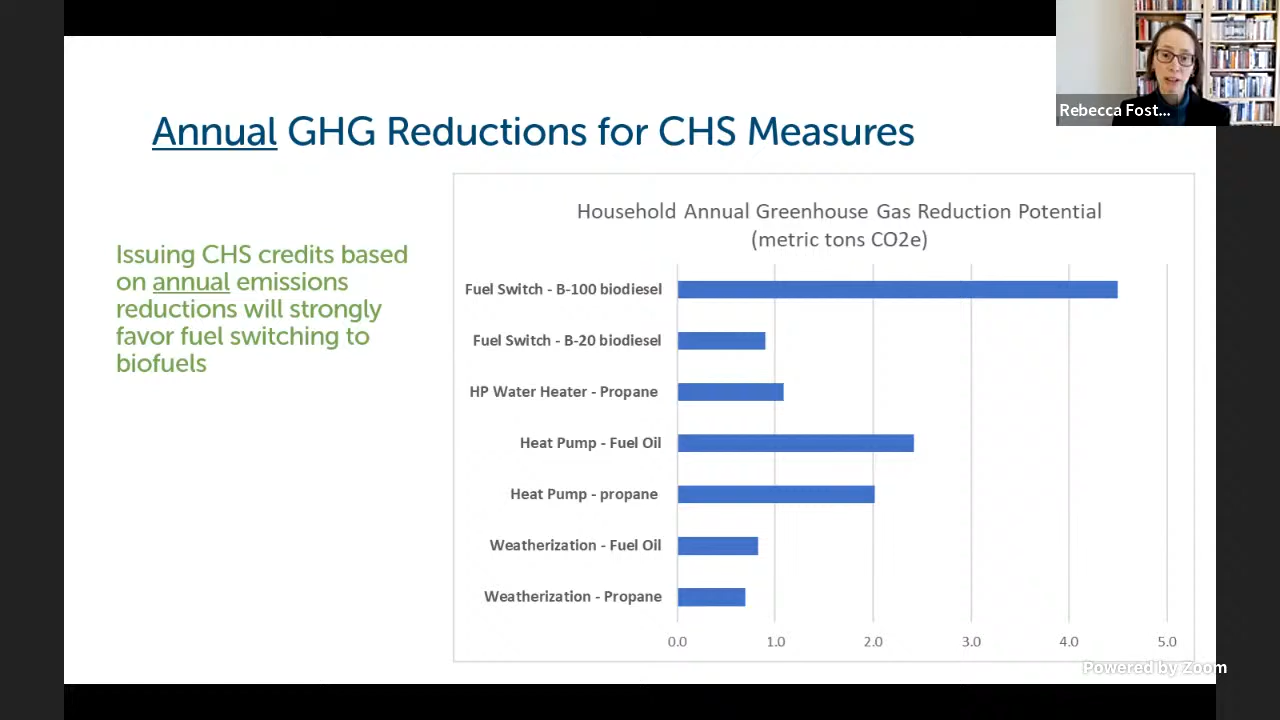 Rebecca Fost...
Annual GHG Reductions for CHS Measures
Issuing CHS credits based
on annual emissions
reductions will strongly
favor fuel switching to
biofuels
Household Annual Greenhouse Gas Reduction Potential
(metric tons CO2e)
Fuel Switch - B-100 biodiesel
Fuel Switch - B-20 biodiesel
HP Water Heater - Propane
Heat Pump - Fuel Oil
Heat Pump - propane
Weatherization - Fuel Oil
Weatherization - Propane
0.0 1.0 2.0 3.0 4.0 5.0
Powered by Zoom